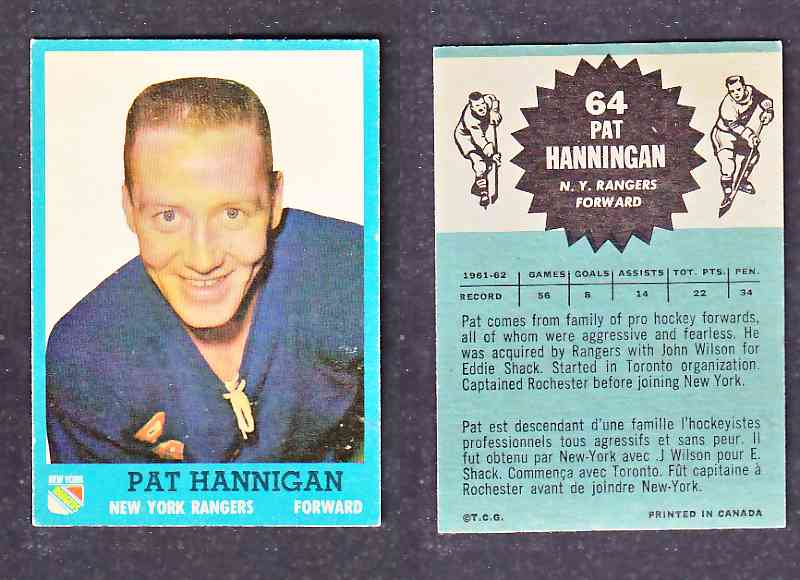 NEW YORK
PAT HANNIGAN
NEW YORK RANGERS FORWARD
64
PAT
HANNINGAN
N. Y. RANGERS
FORWARD
1961-62 GAMES GOALS ASSISTS TOT. PTS. PEN.
RECORD 56 8 14 22 34
Pat comes from family of pro hockey forwards,
all of whom were aggressive and fearless. He
was acquired by Rangers with John Wilson for
Eddie Shack. Started in Toronto organization.
Captained Rochester before joining New York.
Pat est descendant d'une famille l'hockeyistes
professionnels tous agressifs et sans peur. Il
fut obtenu par New-York avec J Wilson pour E.
Shack. Commença avec Toronto. Fût capitaine à
Rochester avant de joindre New-York.
©T.C.G. PRINTED IN CANADA